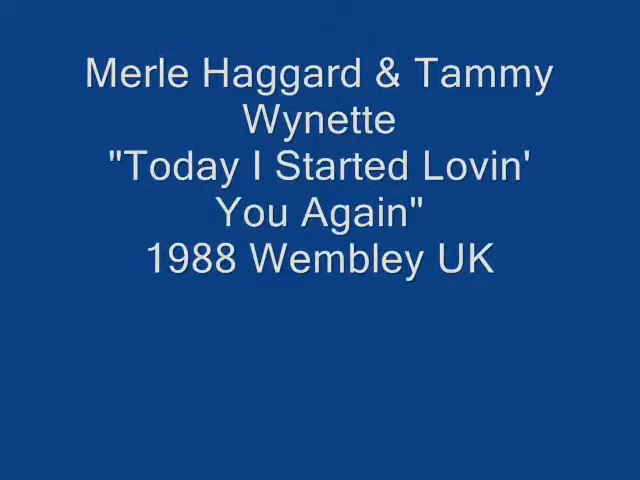 Merle Haggard & Tammy
Wynette
"Today I Started Lovin'
You Again"
1988 Wembley UK